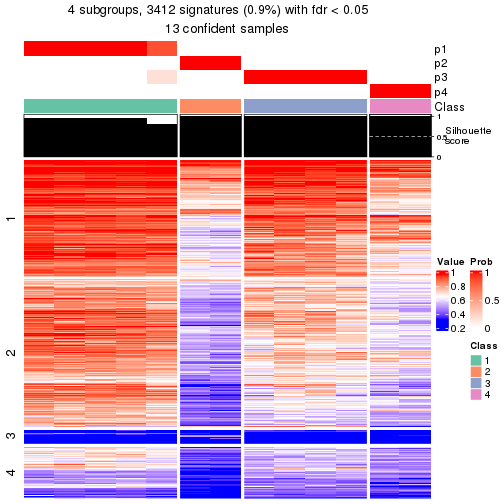 4 subgroups, 3412 signatures (0.9%) with fdr < 0.05
13 confident samples
p1
p2
p3
p4
Class
1
0.5
0
Silhouette
score
1
2
3
4
Value
1
0.8
0.6
0.4
0.2
Prob
1
0.5
0
Class
1
2
3
4